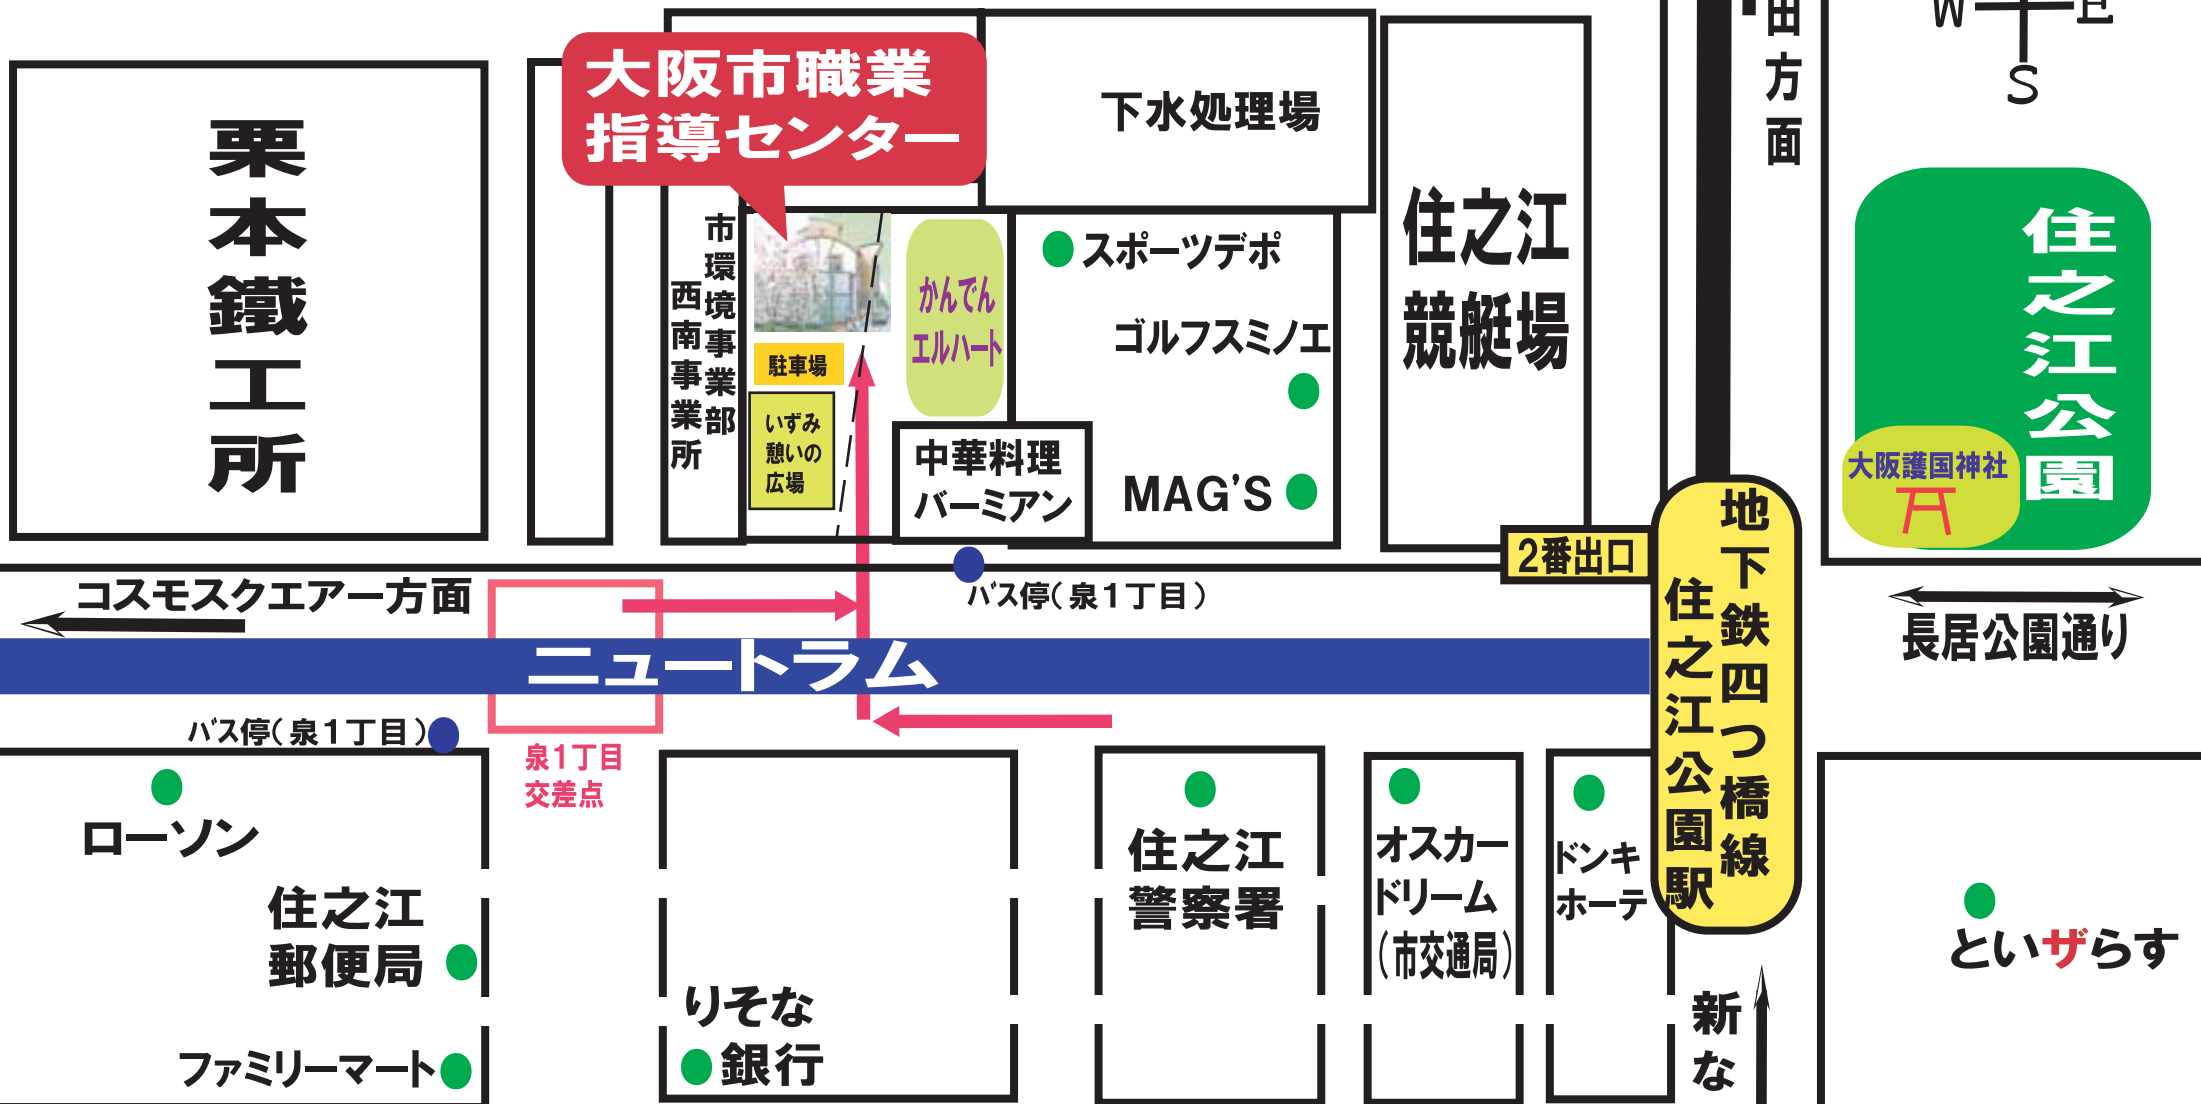 W
E
S
田方面
大阪市職業
指導センター
下水処理場
栗本鐵工所
住之江
競艇場
市環境事業部
西南事業所
スポーツデポ
かんでん
エルハート
ゴルフスミノエ
駐車場
いずみ
憩いの
広場
中華料理
バーミアン
MAG'S
住之江公園
大阪護国神社
2番出口
地下鉄四つ橋線
住之江公園駅
コスモスクエアー方面
バス停(泉1丁目)
長居公園通り
ニュートラム
バス停(泉1丁目)
泉1丁目
交差点
ローソン
住之江
郵便局
ファミリーマート
りそな
銀行
住之江
警察署
オスカー
ドリーム
(市交通局)
ドンキ
ホーテ
といザらす
新な